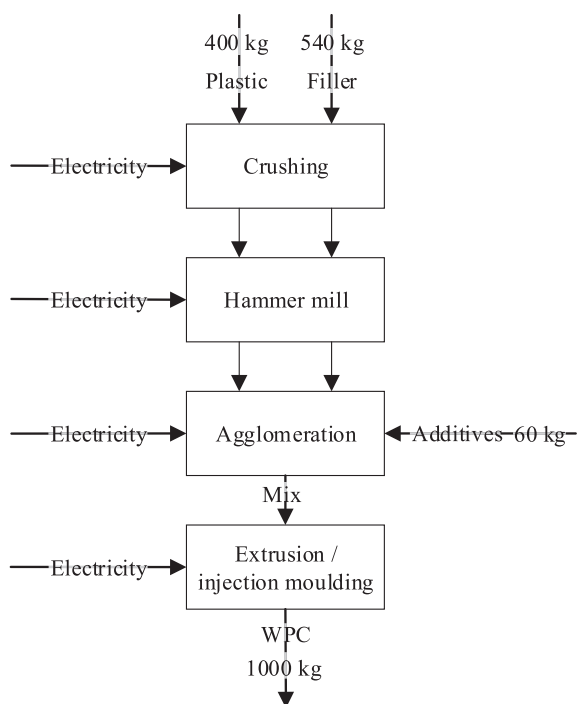 400 kg 540 kg
Plastic Filler
Electricity Crushing
Electricity Hammer mill
Electricity Agglomeration Additives 60 kg
Mix
Extrusion /
Electricity injection moulding
WPC
1000 kg